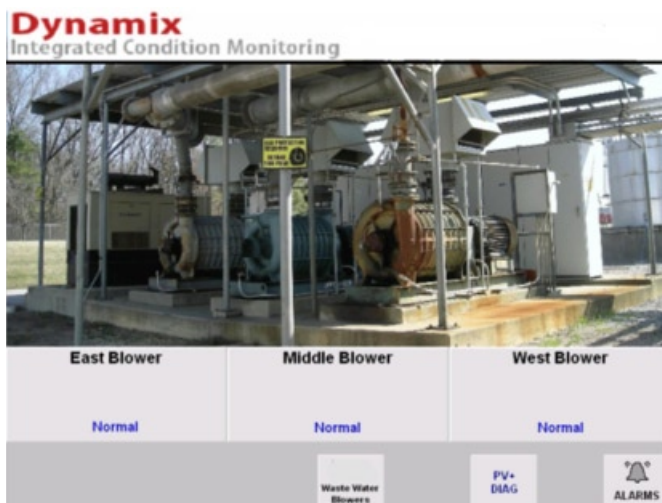 Dynamix
Integrated Condition Monitoring
East Blower
Middle Blower
West Blower
Normal
Normal
Normal
Waste Water
Blowers
PV+
DIAG
ALARMS